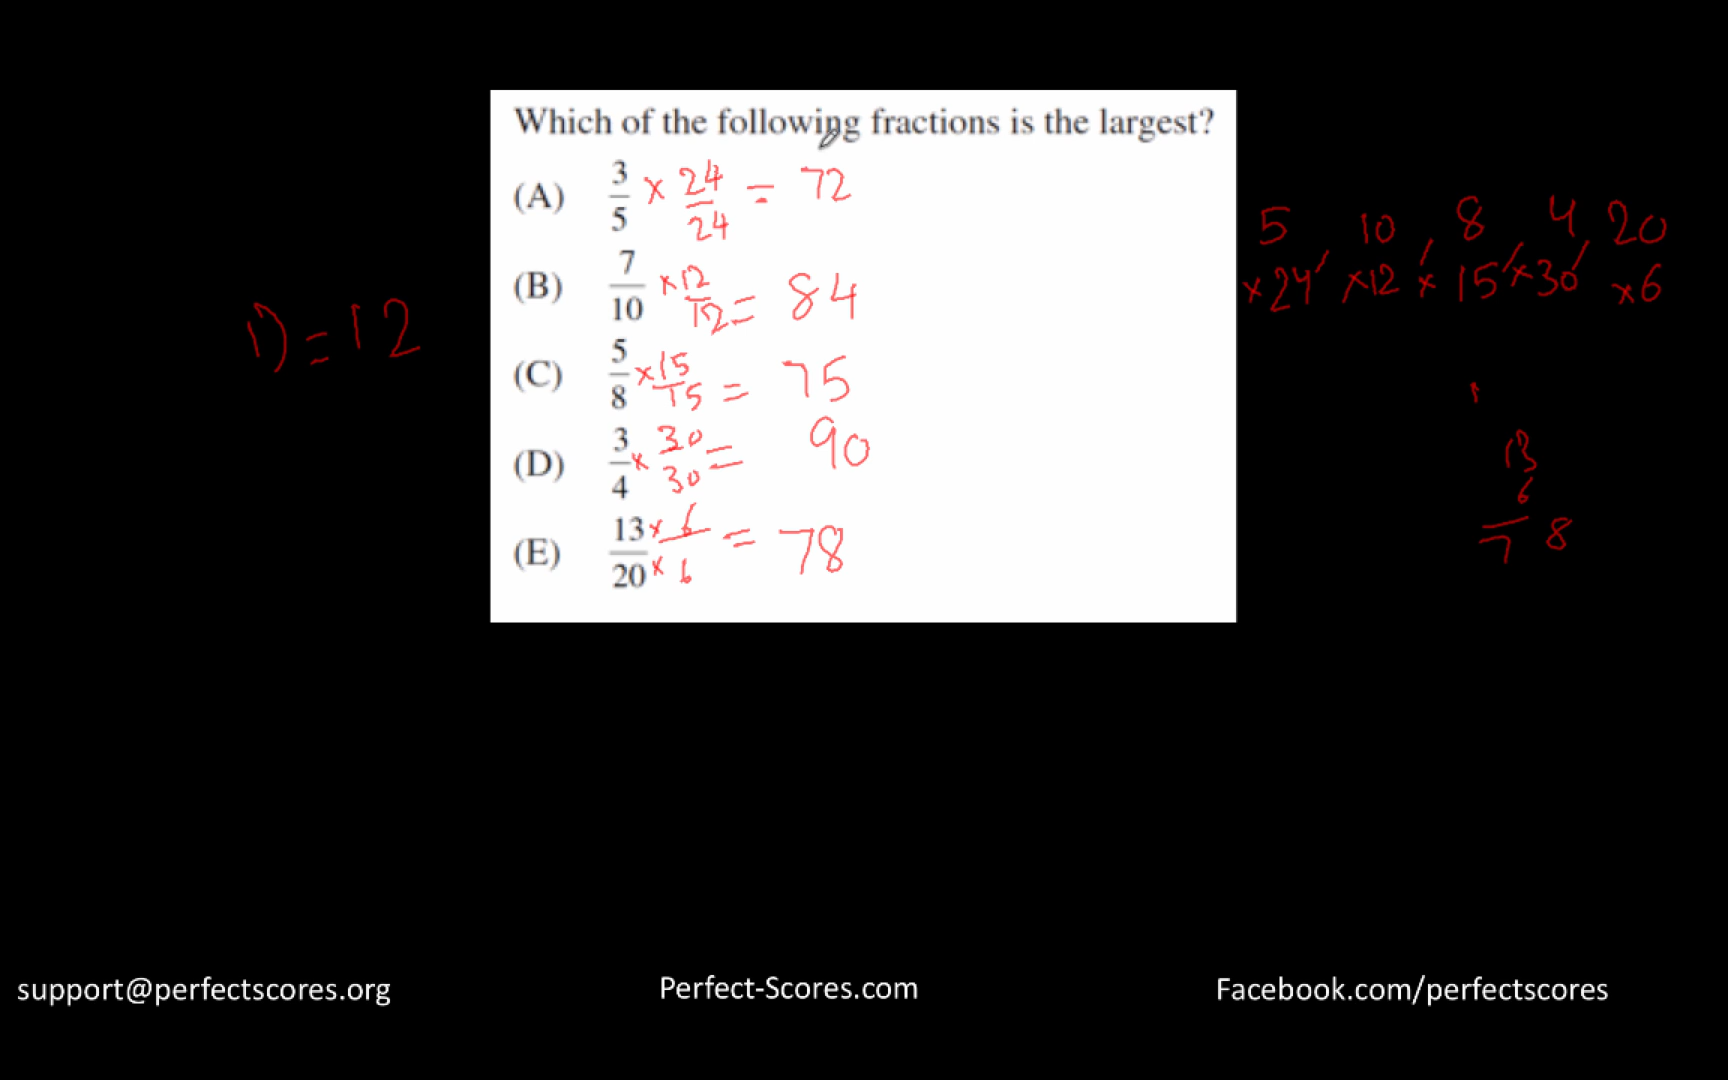 Which of the following fractions is the largest?
(A) 3/5 × 24/24 = 72
(B) 7/10 ×12/12 = 84
(C) 5/8 ×15/15 = 75
(D) 3/4 × 30/30 = 90
(E) 13/20 × 6/× 6 = 78
= 12
5 10 8 4 20
×24 ×12 × 15 ×30 ×6
13
6
78
support@perfectscores.org
Perfect-Scores.com
Facebook.com/perfectscores